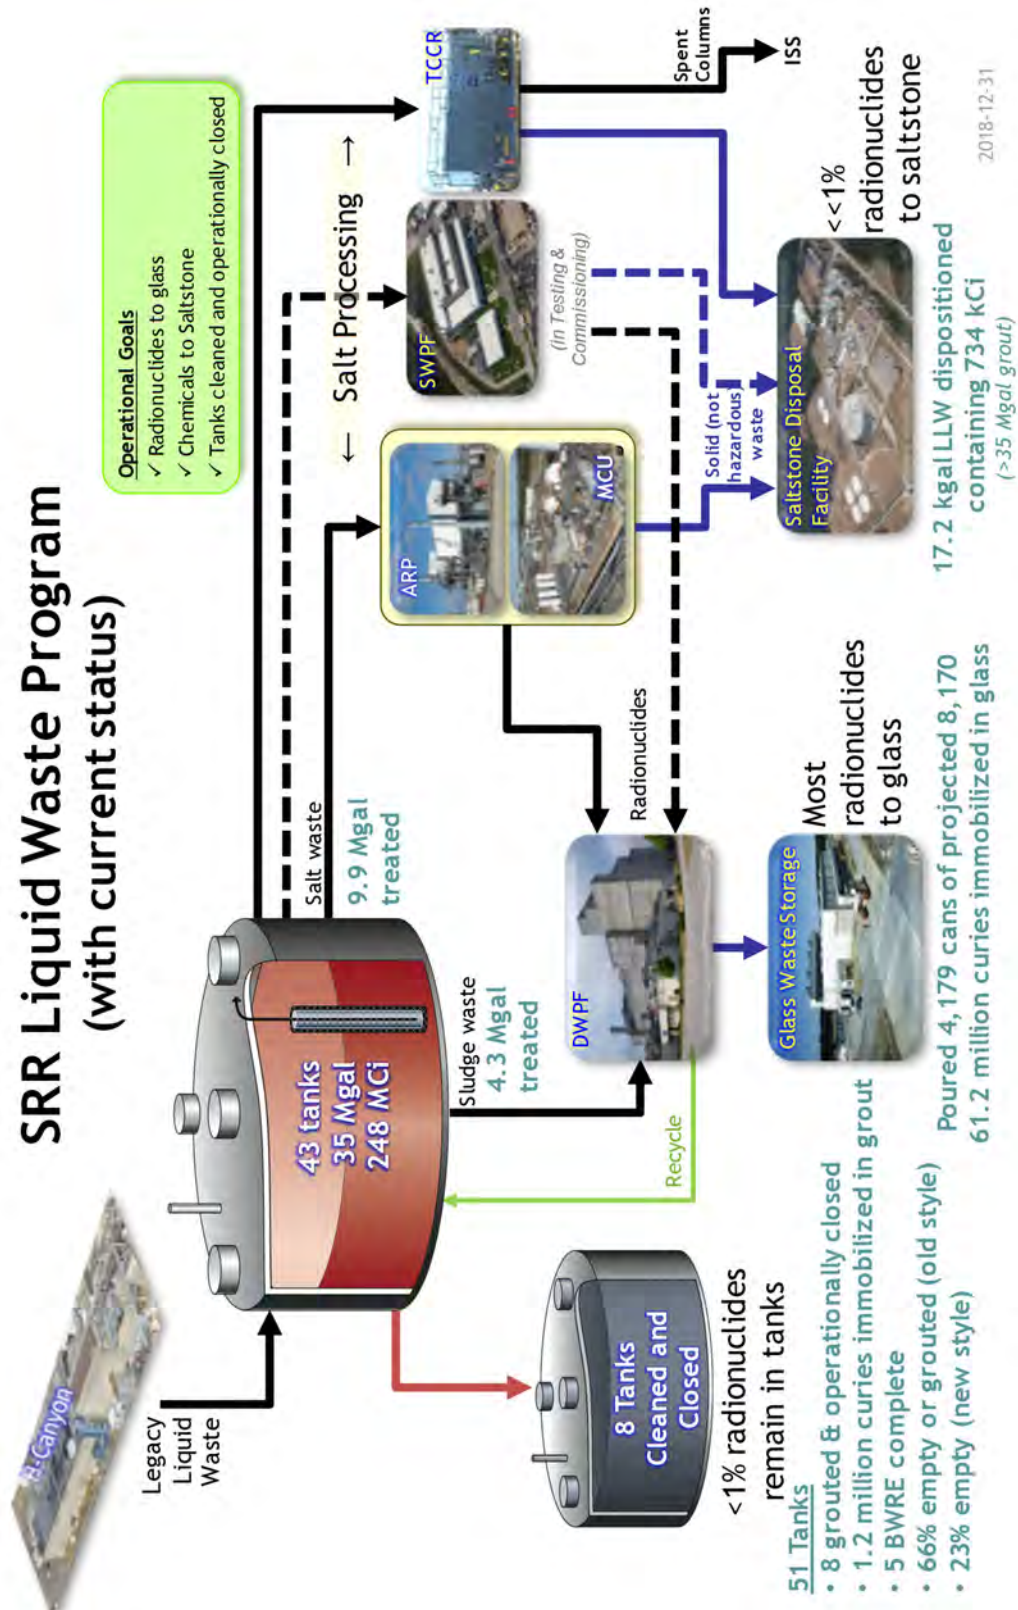 SRR Liquid Waste Program
(with current status)
H-Canyon
Legacy
Liquid
Waste
43 tanks
35 Mgal
248 MCi
Operational Goals
✓ Radionuclides to glass
✓ Chemicals to Saltstone
✓ Tanks cleaned and operationally closed
Salt waste
9.9 Mgal
treated
← Salt Processing →
ARP
MCU
SWPF
(in Testing &
Commissioning)
TCCR
Spent
Columns
ISS
Sludge waste
4.3 Mgal
treated
Recycle
DWPF
Radionuclides
Solid (not
hazardous)
waste
8 Tanks
Cleaned and
Closed
<1% radionuclides
remain in tanks
Glass Waste Storage
Most
radionuclides
to glass
Saltstone Disposal
Facility
<<1%
radionuclides
to saltstone
51 Tanks
• 8 grouted & operationally closed
• 1.2 million curies immobilized in grout
• 5 BWRE complete
• 66% empty or grouted (old style)
• 23% empty (new style)
Poured 4,179 cans of projected 8,170
61.2 million curies immobilized in glass
17.2 kgal LLW dispositioned
containing 734 kCi
(>35 Mgal grout)
2018-12-31